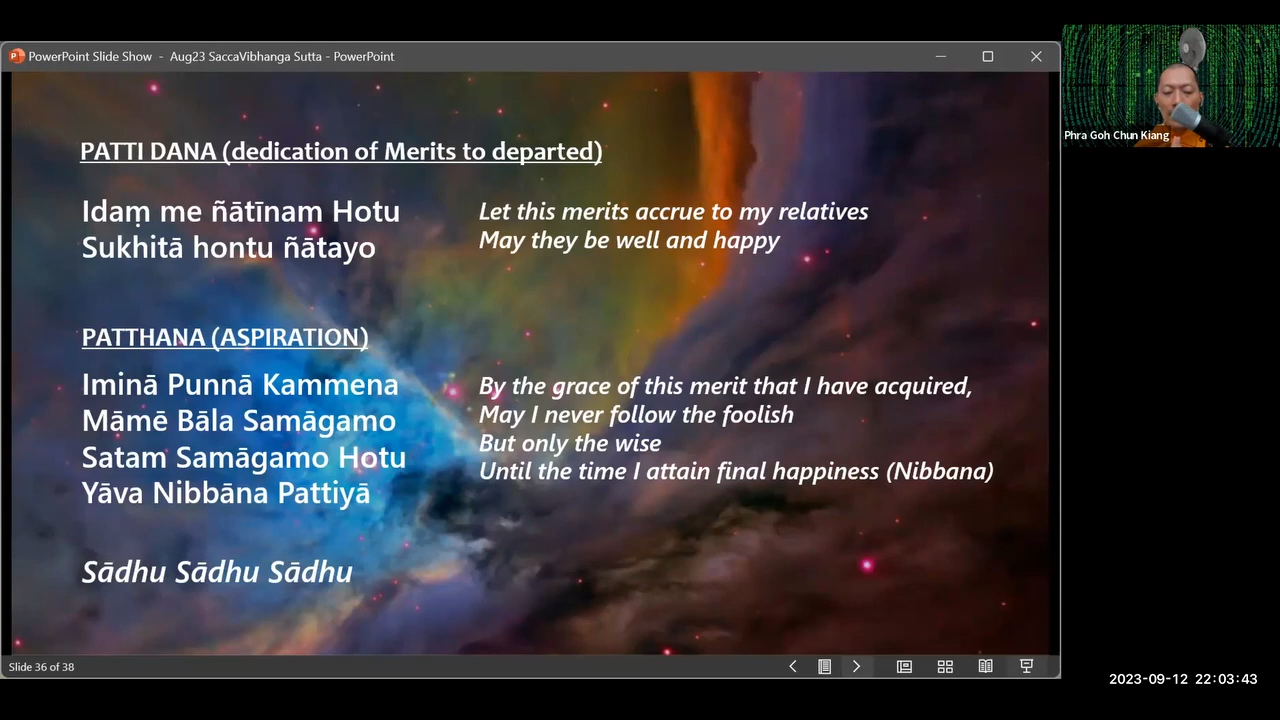 PowerPoint Slide Show - Aug23 SaccaVibhanga Sutta - PowerPoint
Phra Goh Chun Kiang
PATTI DANA (dedication of Merits to departed)
Idaṃ me ñātīnam Hotu
Sukhitā hontu ñātayo
Let this merits accrue to my relatives
May they be well and happy
PATTHANA (ASPIRATION)
Iminā Punnā Kammena
Māmē Bāla Samāgamo
Satam Samāgamo Hotu
Yāva Nibbāna Pattiyā
By the grace of this merit that I have acquired,
May I never follow the foolish
But only the wise
Until the time I attain final happiness (Nibbana)
Sādhu Sādhu Sādhu
Slide 36 of 38
2023-09-12 22:03:43